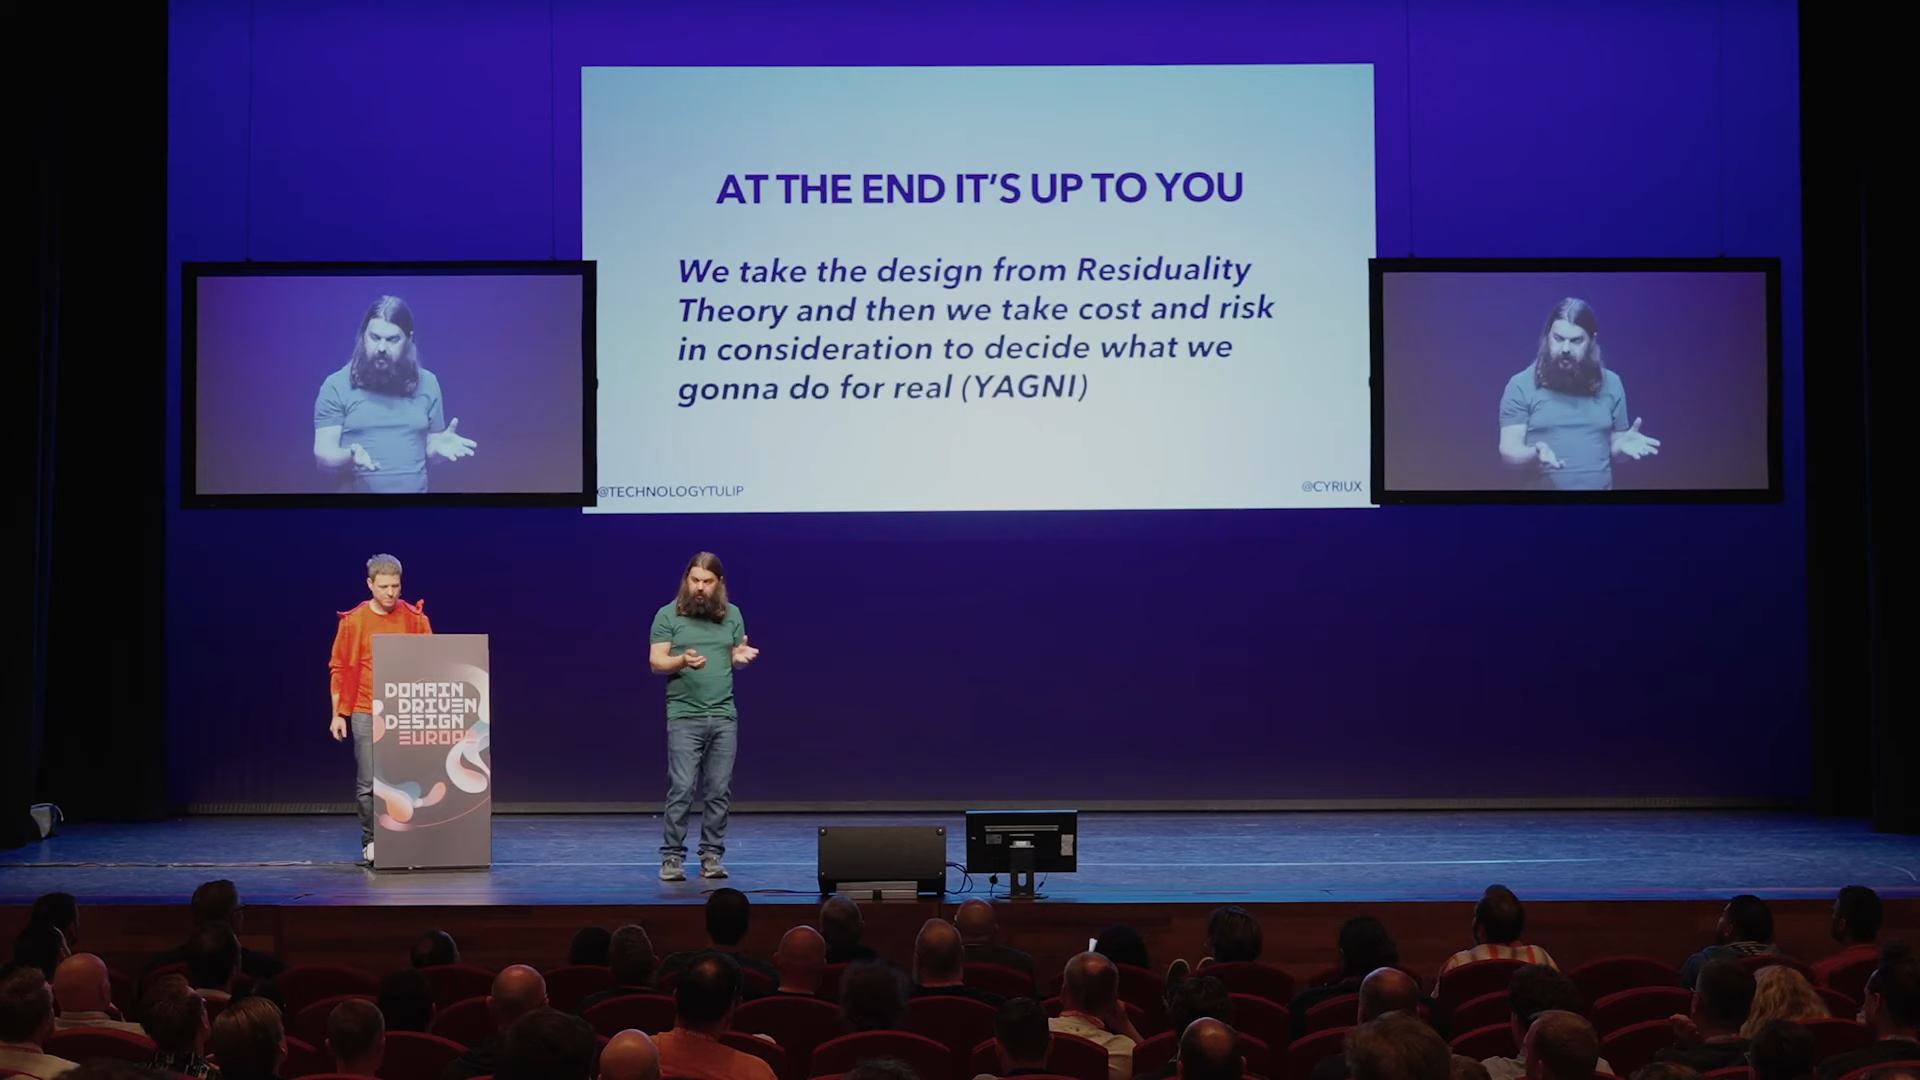 AT THE END IT'S UP TO YOU
We take the design from Residuality
Theory and then we take cost and risk
in consideration to decide what we
gonna do for real (YAGNI)
@TECHNOLOGYTULIP
@CYRIUX
DOMAIN
DRIVEN
DESIGN
EUROPE